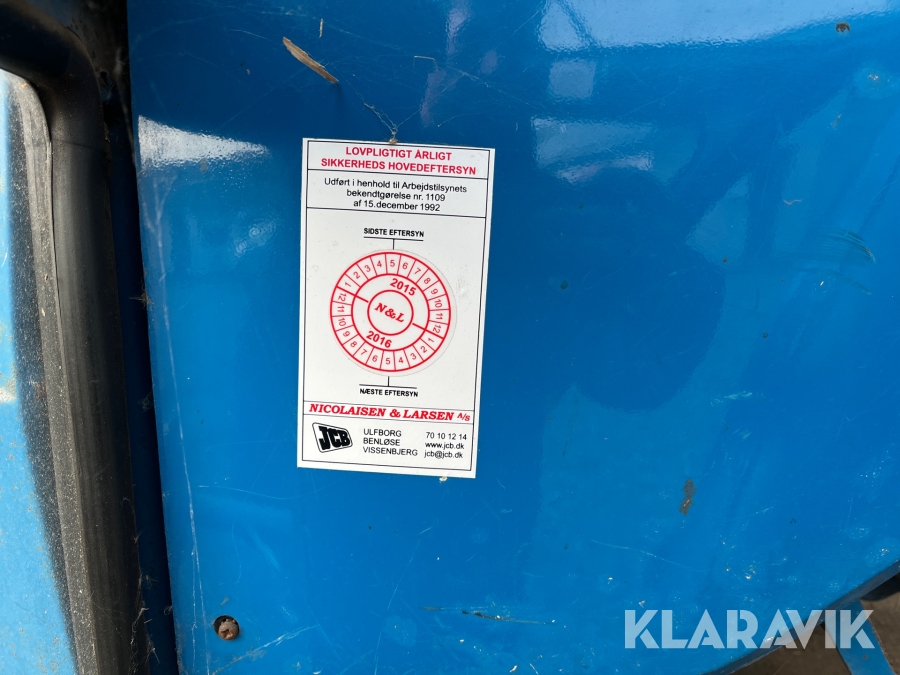 LOVPLIGTIGT ÅRLIGT
SIKKERHEDS HOVEDEFTERSYN
Udført i henhold til Arbejdstilsynets
bekendtgørelse nr. 1109
af 15.december 1992
SIDSTE EFTERSYN
1 2 3 4 5 6 7 8 9 10 11 12
2015
N&L
2016
12 11 10 9 8 7 6 5 4 3 2 1
NÆSTE EFTERSYN
NICOLAISEN & LARSEN A/s
JCB
ULFBORG 70 10 12 14
BENLØSE www.jcb.dk
VISSENBJERG jcb@jcb.dk
KLARAVIK